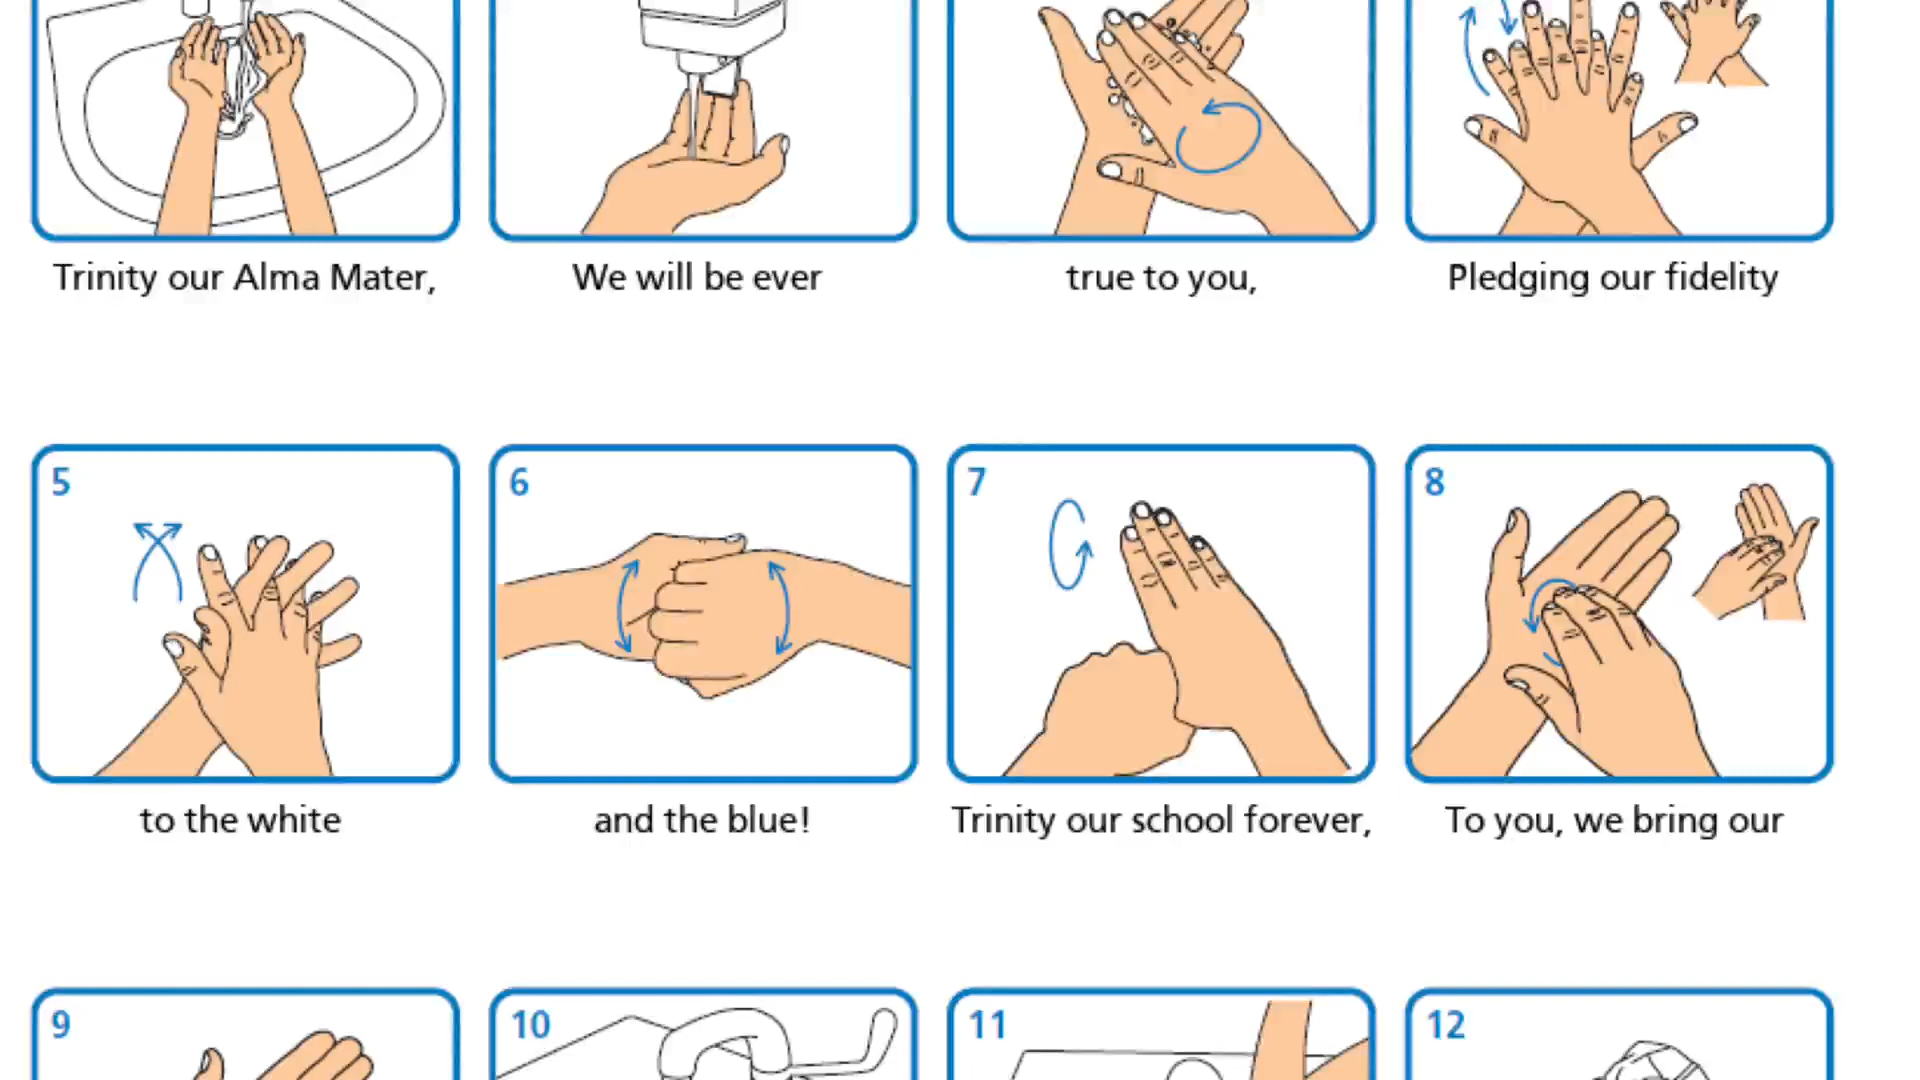 Trinity our Alma Mater,
We will be ever
true to you,
Pledging our fidelity
5
6
7
8
to the white
and the blue!
Trinity our school forever,
To you, we bring our
9
10
11
12